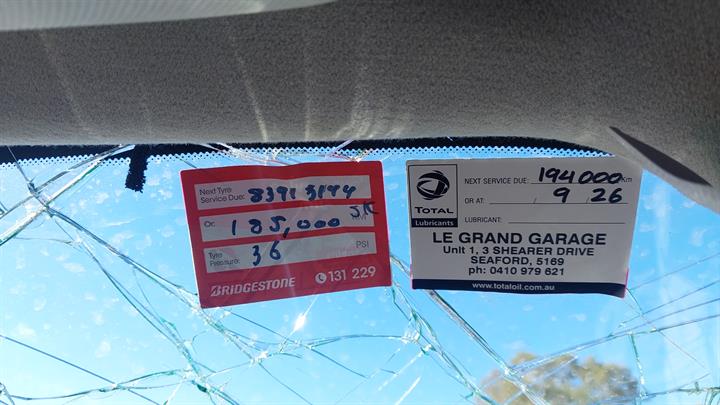 Next Tyre
Service Due: 8391 5144
Or: 185,000 km
Tyre
Pressure: 36 PSI
BRIDGESTONE 131 229
TOTAL
Lubricants
NEXT SERVICE DUE: 194000 Km
OR AT: 9 26
LUBRICANT:
LE GRAND GARAGE
Unit 1, 3 SHEARER DRIVE
SEAFORD, 5169
ph: 0410 979 621
www.totaloil.com.au